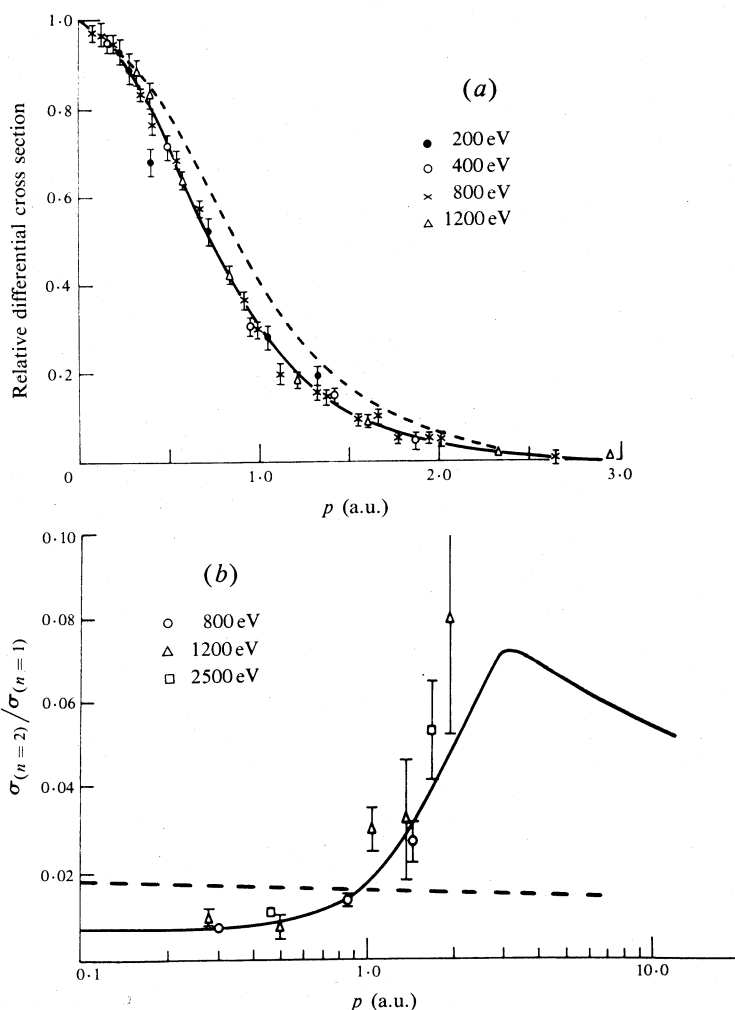 1·0
0·8
0·6
0·4
0·2
0
1·0
2·0
3·0
Relative differential cross section
p (a.u.)
(a)
200 eV
400 eV
800 eV
1200 eV
0·10
0·08
0·06
0·04
0·02
0·1
1·0
10·0
σ(n = 2)/σ(n = 1)
p (a.u.)
(b)
800 eV
1200 eV
2500 eV